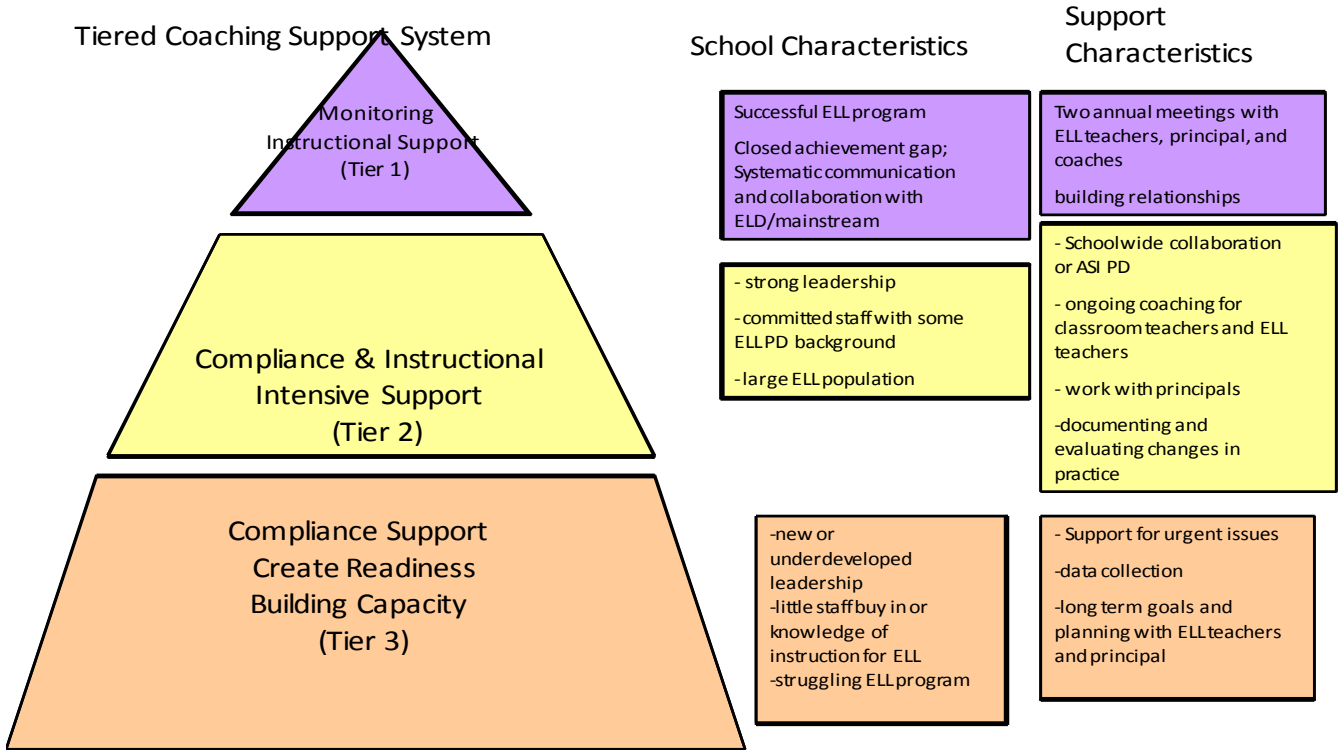 Tiered Coaching Support System
School Characteristics
Support
Characteristics
Monitoring
Instructional Support
(Tier 1)
Successful ELL program
Closed achievement gap;
Systematic communication
and collaboration with
ELD/mainstream
Two annual meetings with
ELL teachers, principal, and
coaches
building relationships
Compliance & Instructional
Intensive Support
(Tier 2)
- strong leadership
-committed staff with some
ELL PD background
-large ELL population
- Schoolwide collaboration
or ASI PD
- ongoing coaching for
classroom teachers and ELL
teachers
- work with principals
-documenting and
evaluating changes in
practice
Compliance Support
Create Readiness
Building Capacity
(Tier 3)
-new or
underdeveloped
leadership
-little staff buy in or
knowledge of
instruction for ELL
-struggling ELL program
- Support for urgent issues
-data collection
-long term goals and
planning with ELL teachers
and principal